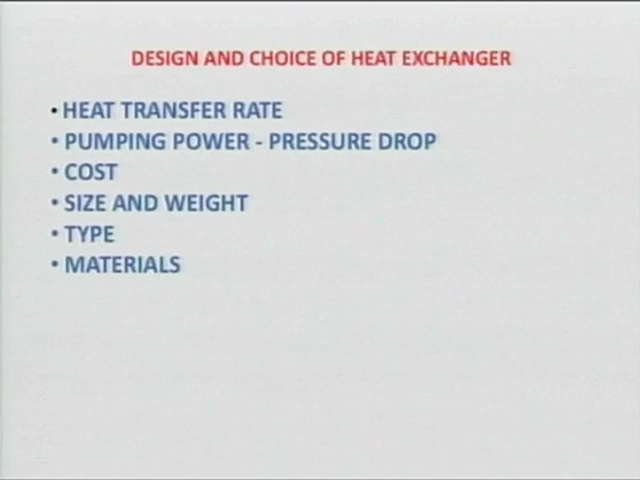 DESIGN AND CHOICE OF HEAT EXCHANGER
• HEAT TRANSFER RATE
• PUMPING POWER - PRESSURE DROP
• COST
• SIZE AND WEIGHT
• TYPE
• MATERIALS